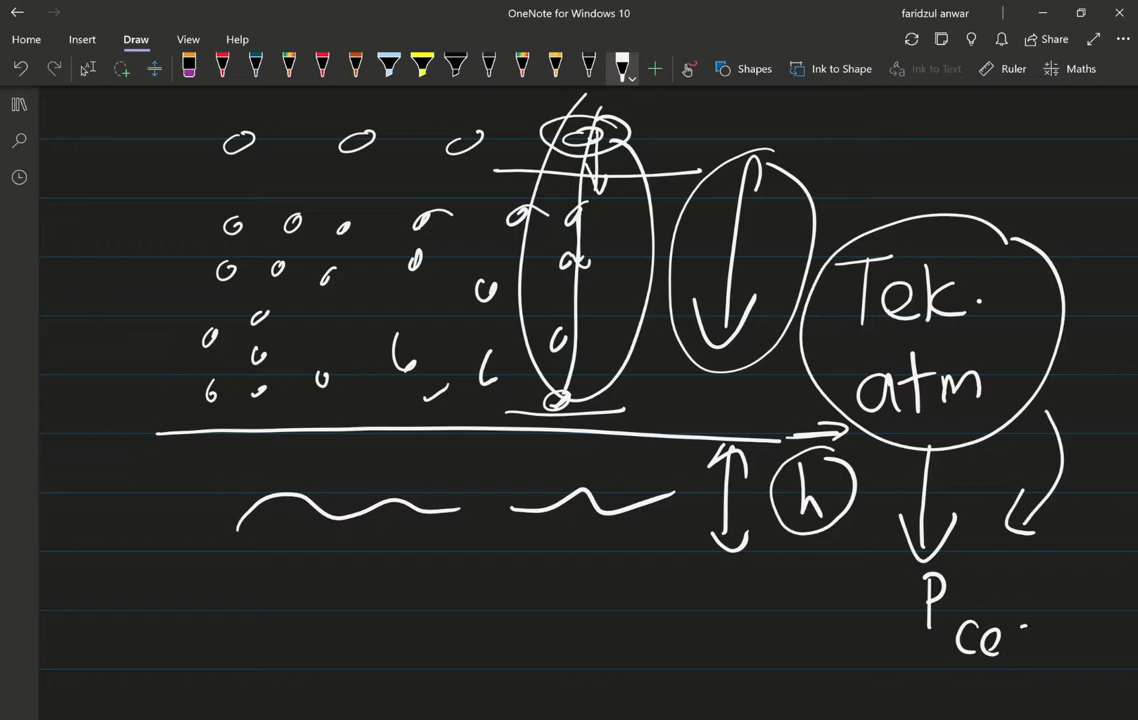 OneNote for Windows 10
faridzul anwar
Home
Insert
Draw
View
Help
Share
Shapes
Ink to Shape
Ink to Text
Ruler
Maths
Tek.
atm
h
P
Ce